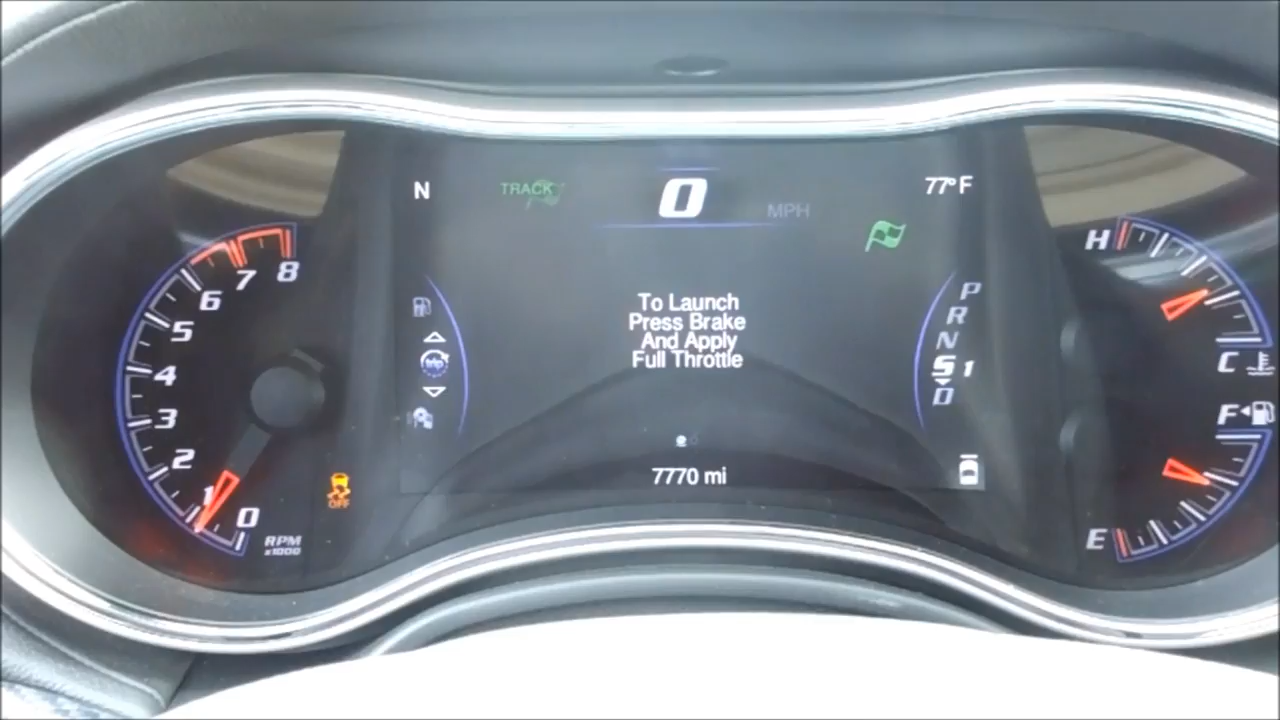 N
TRACK
0
MPH
77°F
To Launch
Press Brake
And Apply
Full Throttle
trip
7770 mi
P
R
N
S 1
D
8
7
6
5
4
3
2
1
0
RPM
x1000
OFF
H
C
F
E